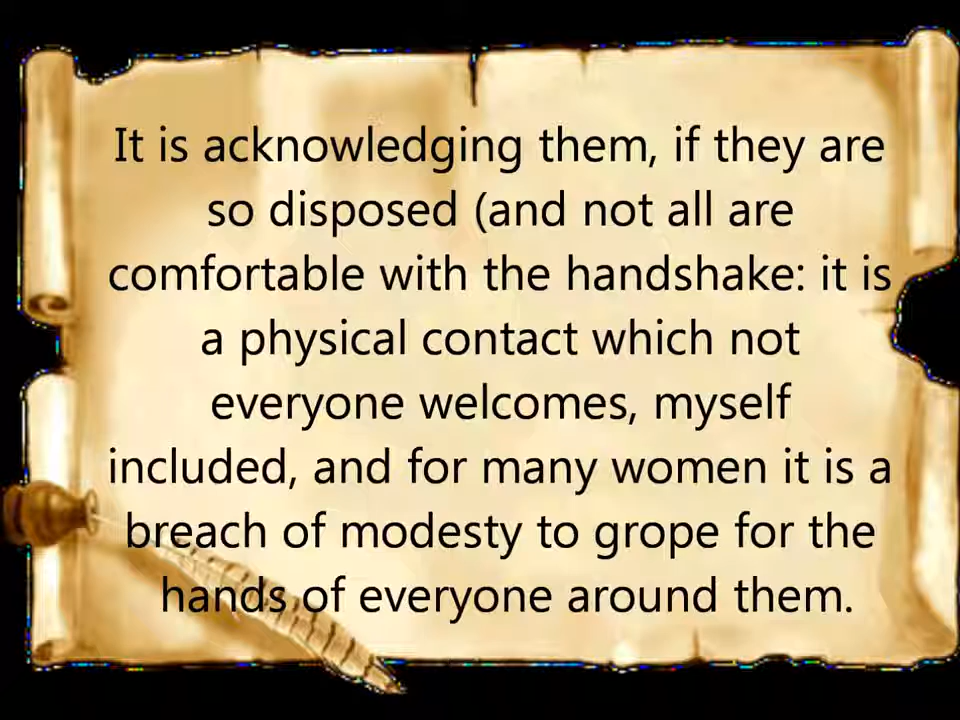 It is acknowledging them, if they are
so disposed (and not all are
comfortable with the handshake: it is
a physical contact which not
everyone welcomes, myself
included, and for many women it is a
breach of modesty to grope for the
hands of everyone around them.